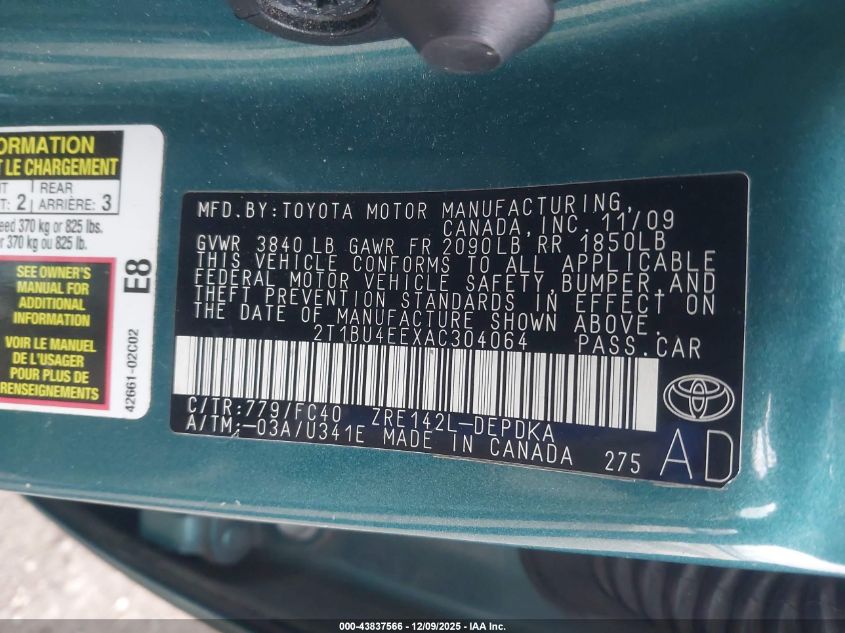 ORMATION
T LE CHARGEMENT
NT REAR
T: 2 ARRIÈRE: 3
eed 370 kg or 825 lbs.
r 370 kg ou 825 lb.
SEE OWNER'S
MANUAL FOR
ADDITIONAL
INFORMATION
VOIR LE MANUEL
DE L'USAGER
POUR PLUS DE
RENSEIGNEMENTS
E8
42661-02C02
MFD.BY:TOYOTA MOTOR MANUFACTURING,
CANADA,INC. 11/09
GVWR 3840 LB GAWR FR 2090LB RR 1850LB
THIS VEHICLE CONFORMS TO ALL APPLICABLE
FEDERAL MOTOR VEHICLE SAFETY,BUMPER,AND
THEFT PREVENTION STANDARDS IN EFFECT ON
THE DATE OF MANUFACTURE SHOWN ABOVE.
2T1BU4EEXAC304064 PASS.CAR
C/TR:779/FC40 ZRE142L-DEPDKA
A/TM:-03A/U341E MADE IN CANADA 275
AD
000-43837566 - 12/09/2025 - IAA Inc.